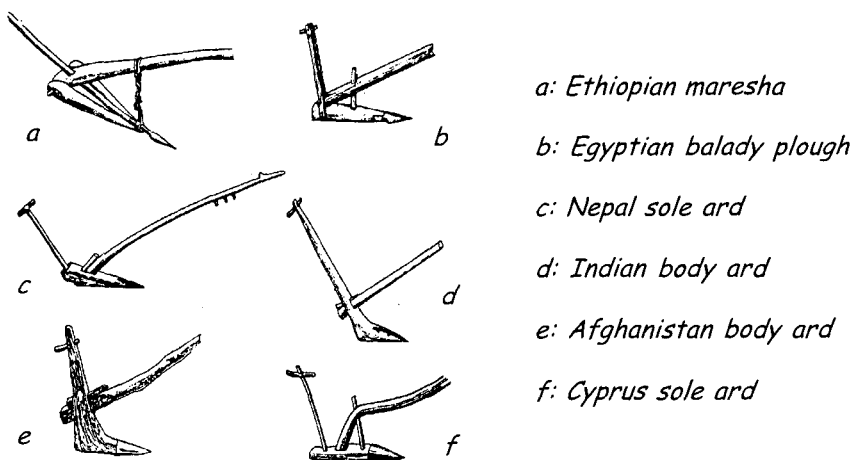 a
b
c
d
e
f
a: Ethiopian maresha
b: Egyptian balady plough
c: Nepal sole ard
d: Indian body ard
e: Afghanistan body ard
f: Cyprus sole ard